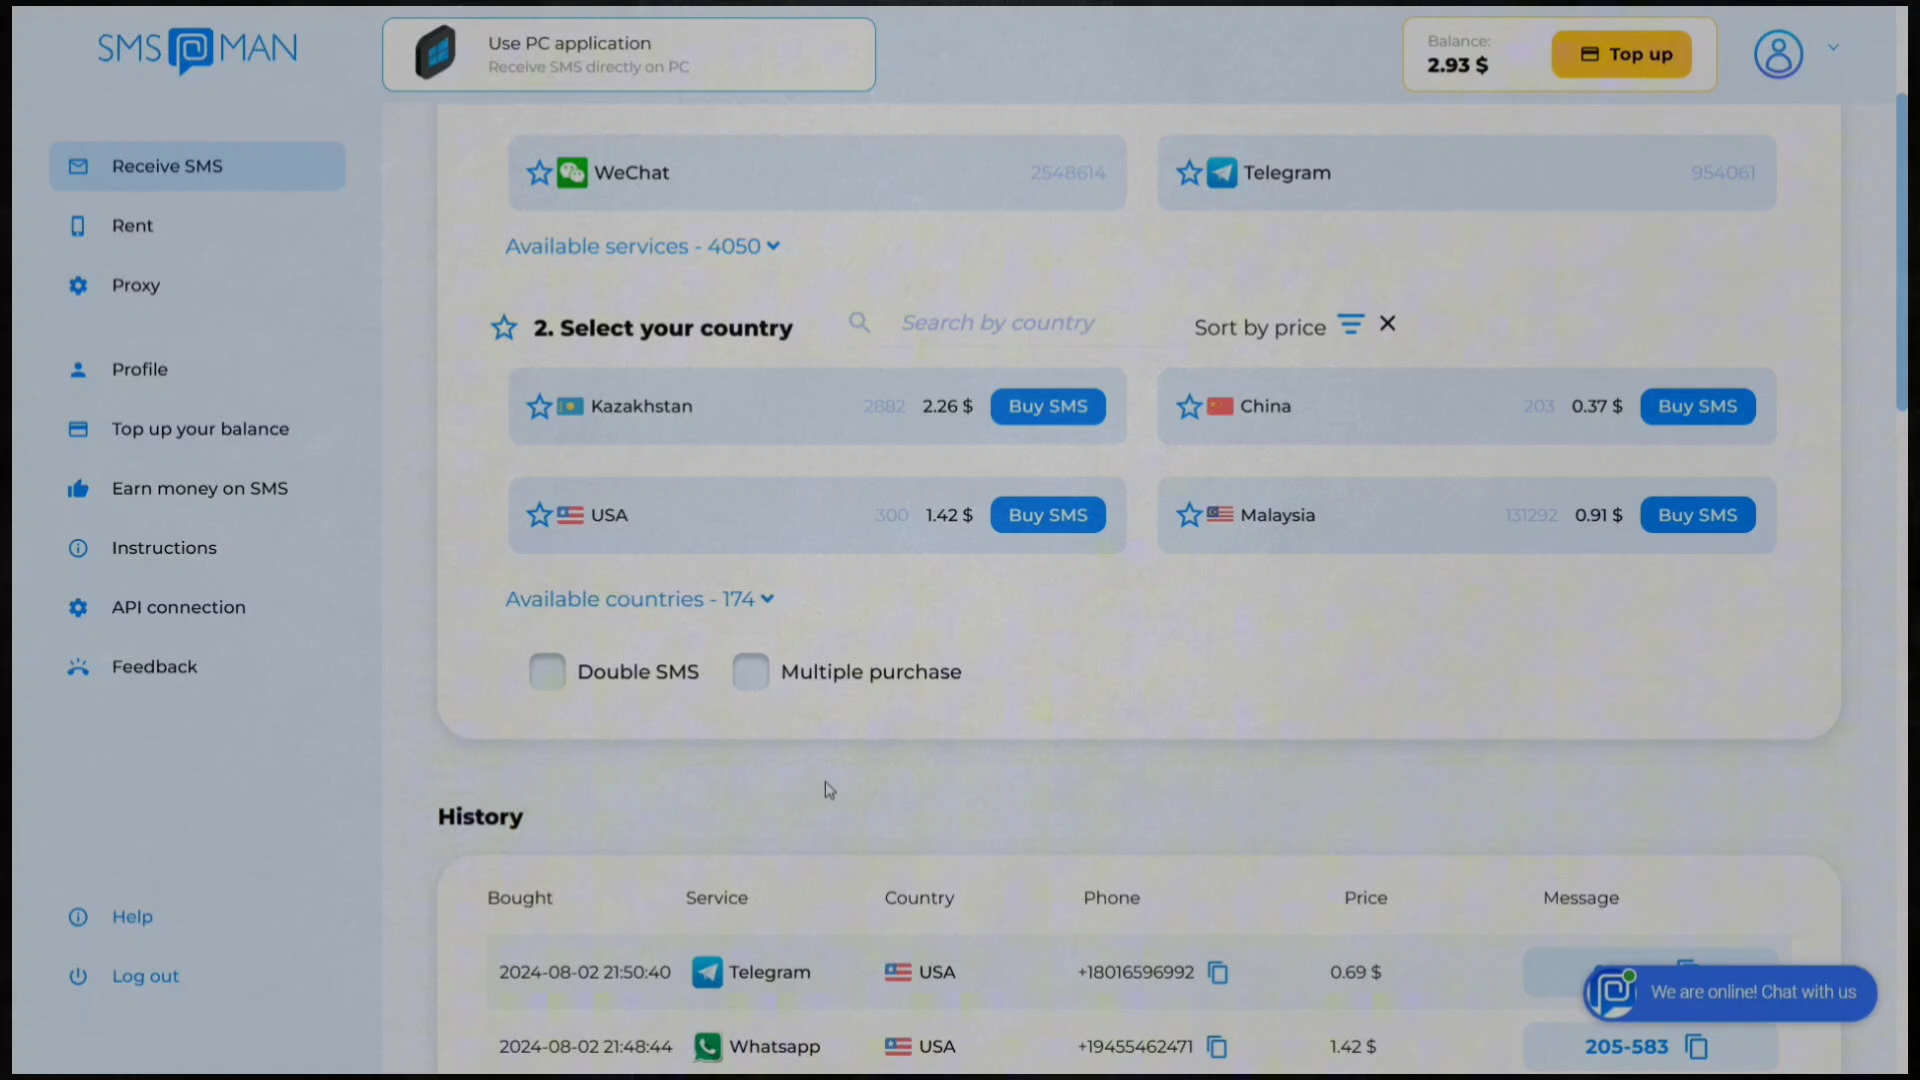 SMS MAN
Use PC application
Receive SMS directly on PC
Balance:
2.93 $
Top up
Receive SMS
Rent
Proxy
Profile
Top up your balance
Earn money on SMS
Instructions
API connection
Feedback
Help
Log out
WeChat 2548614
Telegram 954061
Available services - 4050
2. Select your country
Search by country
Sort by price
Kazakhstan 2882 2.26 $ Buy SMS
China 203 0.37 $ Buy SMS
USA 300 1.42 $ Buy SMS
Malaysia 131292 0.91 $ Buy SMS
Available countries - 174
Double SMS Multiple purchase
History
Bought Service Country Phone Price Message
2024-08-02 21:50:40 Telegram USA +18016596992 0.69 $
We are online! Chat with us
2024-08-02 21:48:44 Whatsapp USA +19455462471 1.42 $ 205-583